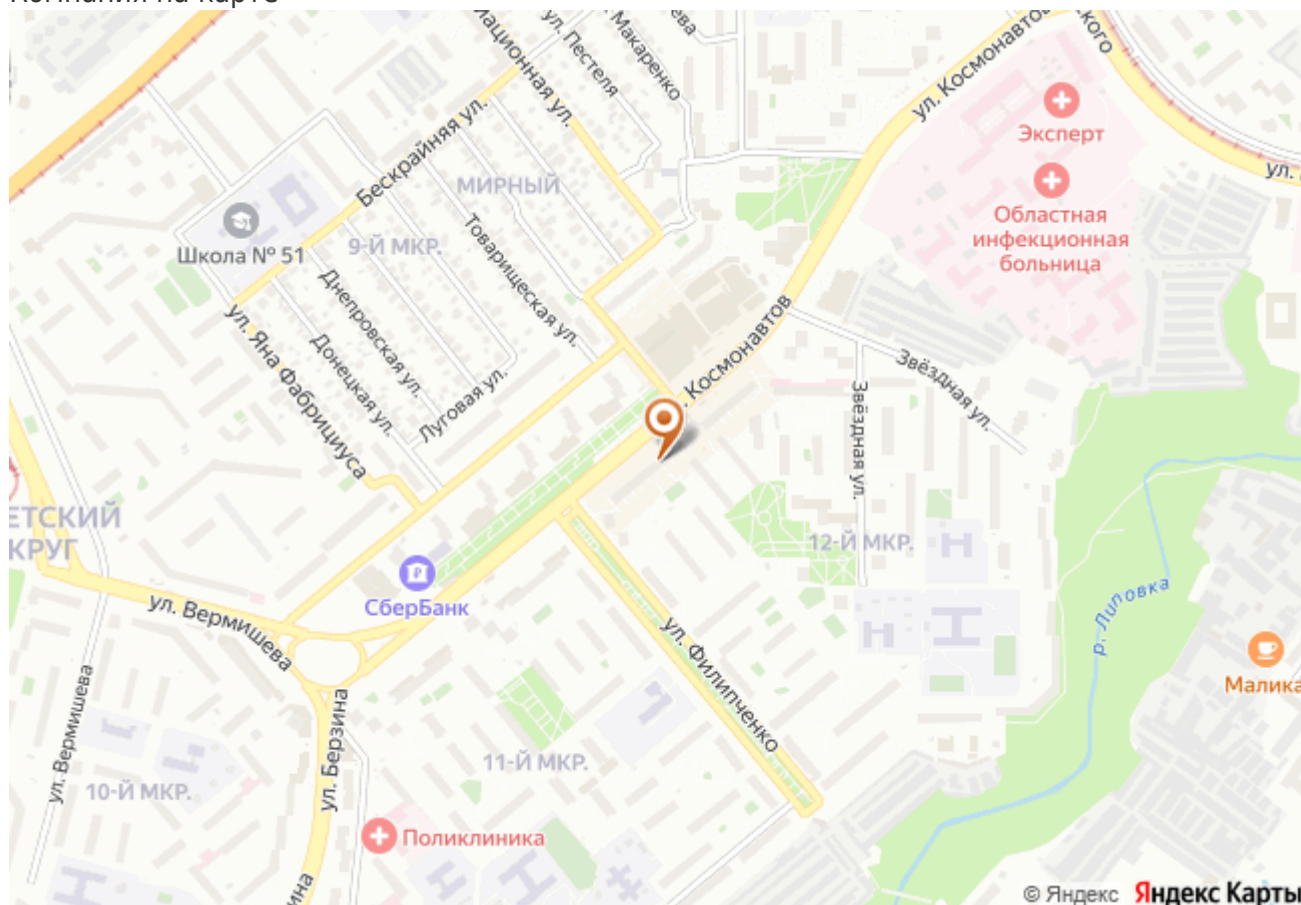 ул. Пестеля
Макаренко
ул. Космонавтов
Эксперт
Областная
инфекционная
больница
Бескрайняя ул.
МИРНЫЙ
9-Й МКР.
Школа № 51
Товарищеская ул.
Днепровская ул.
Донецкая ул.
Луговая ул.
ул. Яна Фабрициуса
Космонавтов
Звёздная ул.
Звёздная ул.
12-Й МКР.
СберБанк
ул. Вермишева
ул. Филипченко
р. Липовка
Малика
ул. Вермишева
ул. Берзина
11-Й МКР.
10-Й МКР.
Поликлиника
© Яндекс Яндекс Карты